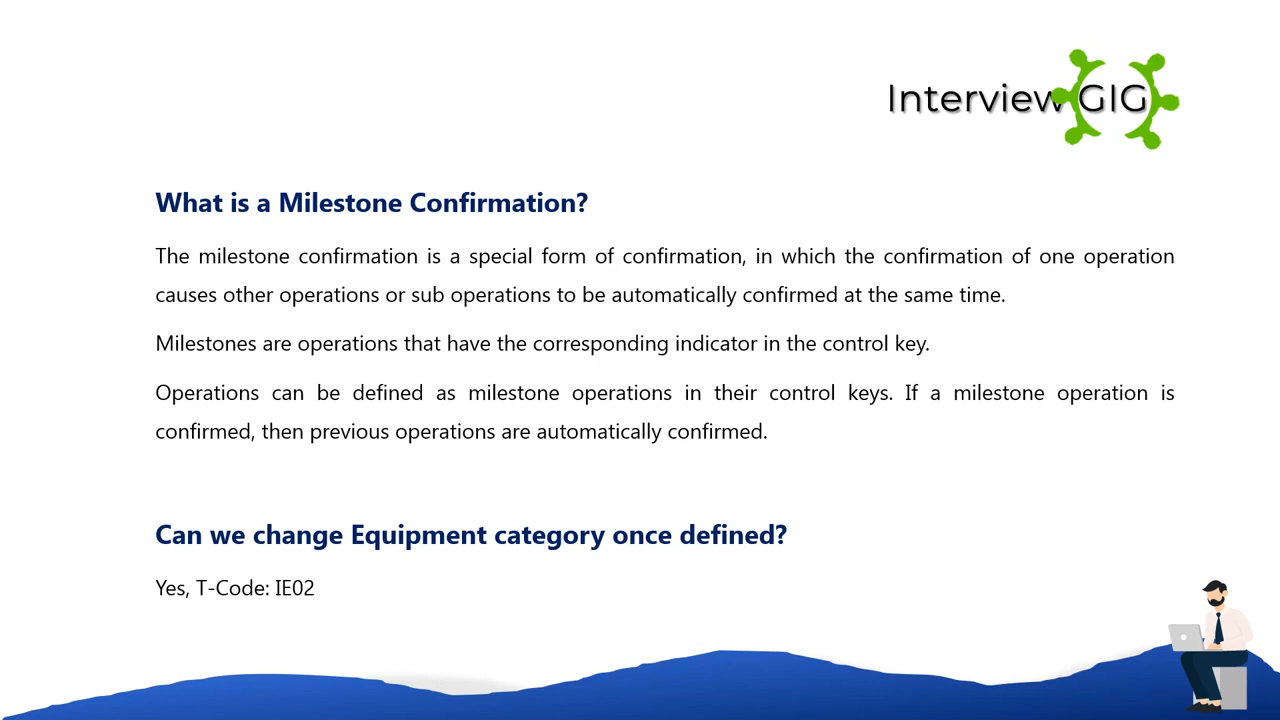 Interview GIG
What is a Milestone Confirmation?
The milestone confirmation is a special form of confirmation, in which the confirmation of one operation
causes other operations or sub operations to be automatically confirmed at the same time.
Milestones are operations that have the corresponding indicator in the control key.
Operations can be defined as milestone operations in their control keys. If a milestone operation is
confirmed, then previous operations are automatically confirmed.
Can we change Equipment category once defined?
Yes, T-Code: IE02